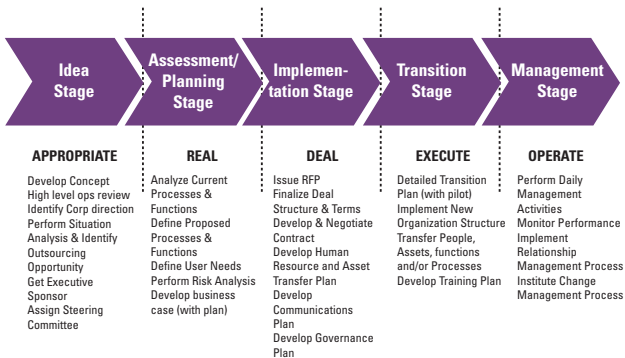 Idea
Stage
Assessment/
Planning
Stage
Implemen-
tation Stage
Transition
Stage
Management
Stage
APPROPRIATE
Develop Concept
High level ops review
Identify Corp direction
Perform Situation
Analysis & Identify
Outsourcing
Opportunity
Get Executive
Sponsor
Assign Steering
Committee
REAL
Analyze Current
Processes &
Functions
Define Proposed
Processes &
Functions
Define User Needs
Perform Risk Analysis
Develop business
case (with plan)
DEAL
Issue RFP
Finalize Deal
Structure & Terms
Develop & Negotiate
Contract
Develop Human
Resource and Asset
Transfer Plan
Develop
Communications
Plan
Develop Governance
Plan
EXECUTE
Detailed Transition
Plan (with pilot)
Implement New
Organization Structure
Transfer People,
Assets, functions
and/or Processes
Develop Training Plan
OPERATE
Perform Daily
Management
Activities
Monitor Performance
Implement
Relationship
Management Process
Institute Change
Management Process